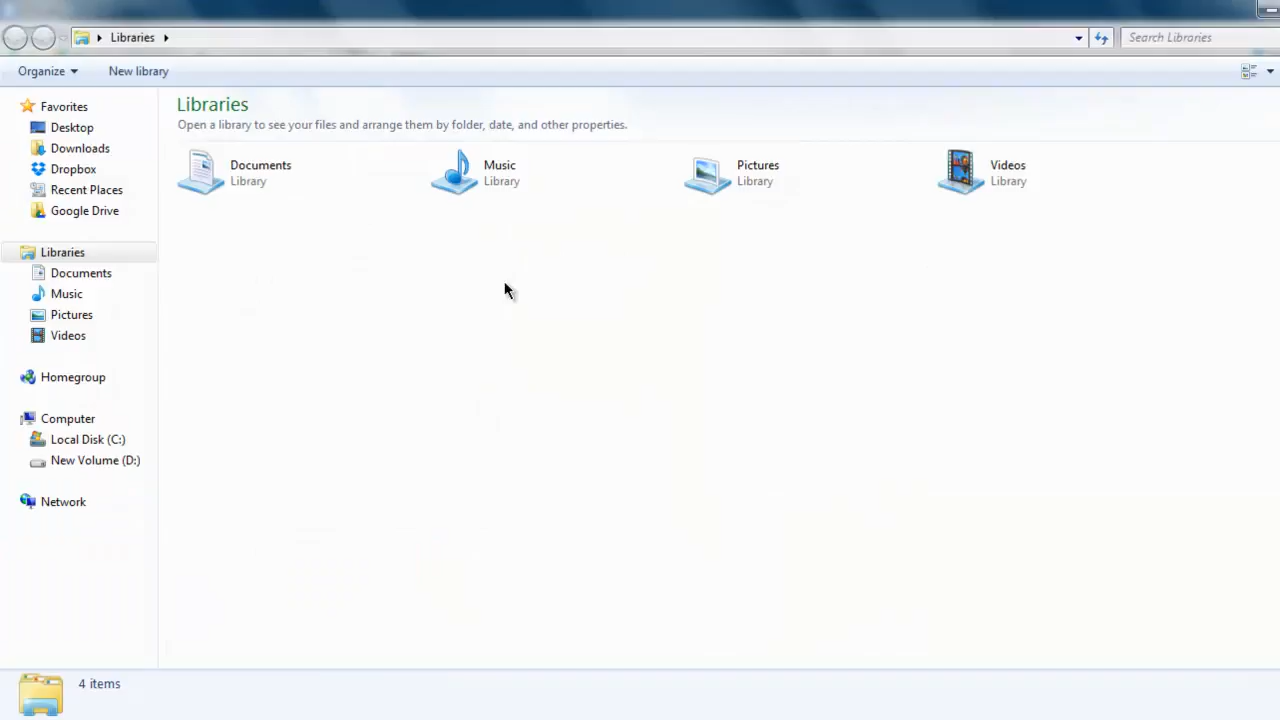 Libraries
Search Libraries
Organize
New library
Favorites
Desktop
Downloads
Dropbox
Recent Places
Google Drive
Libraries
Documents
Music
Pictures
Videos
Homegroup
Computer
Local Disk (C:)
New Volume (D:)
Network
Libraries
Open a library to see your files and arrange them by folder, date, and other properties.
Documents
Library
Music
Library
Pictures
Library
Videos
Library
4 items